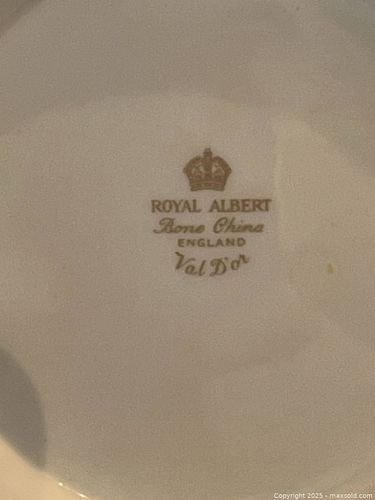 ROYAL ALBERT
Bone China
ENGLAND
Val D'or
Copyright 2025 - maxsold.com